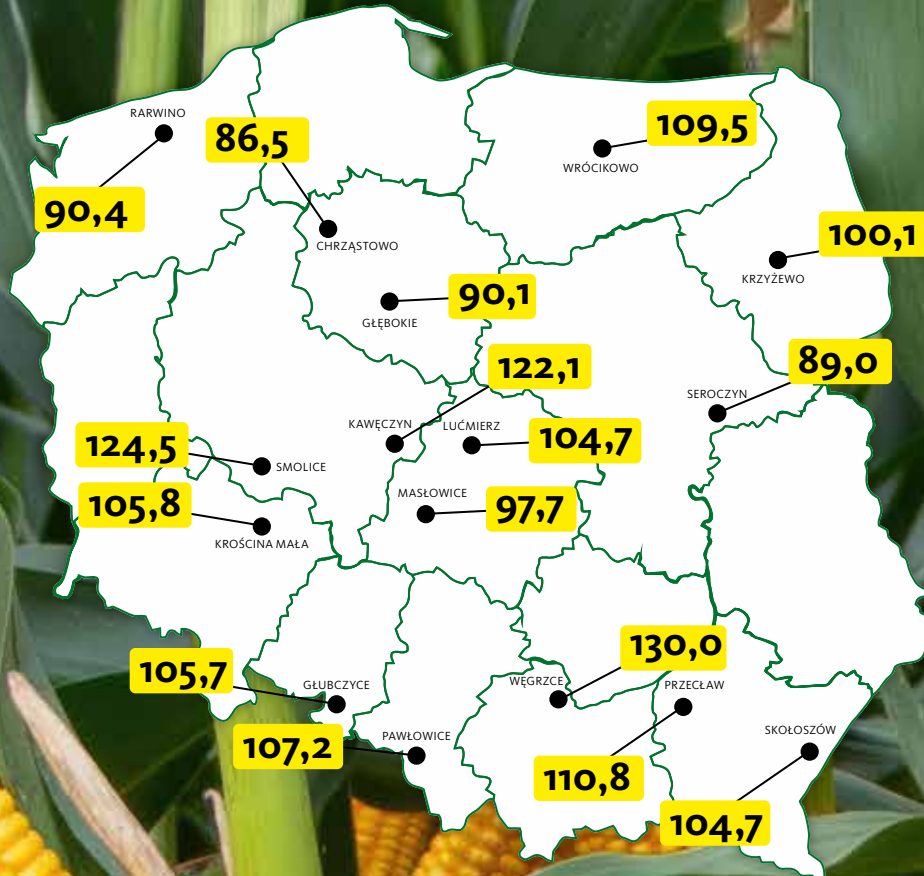 RARWINO
90,4
86,5
CHRZĄSTOWO
109,5
WRÓCIKOWO
100,1
KRZYŻEWO
90,1
GŁĘBOKIE
122,1
KAWĘCZYN
LUĆMIERZ
104,7
89,0
SEROCZYN
124,5
SMOLICE
105,8
KROŚCINA MAŁA
MASŁOWICE
97,7
105,7
GŁUBCZYCE
107,2
PAWŁOWICE
130,0
WĘGRZCE
PRZECŁAW
110,8
SKOŁOSZÓW
104,7